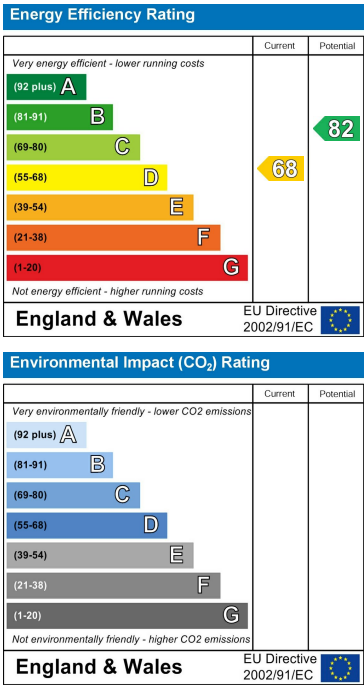 Energy Efficiency Rating
Current Potential
Very energy efficient - lower running costs
(92 plus) A
(81-91) B
82
(69-80) C
(55-68) D
68
(39-54) E
(21-38) F
(1-20) G
Not energy efficient - higher running costs
England & Wales
EU Directive
2002/91/EC
Environmental Impact (CO₂) Rating
Current Potential
Very environmentally friendly - lower CO2 emissions
(92 plus) A
(81-91) B
(69-80) C
(55-68) D
(39-54) E
(21-38) F
(1-20) G
Not environmentally friendly - higher CO2 emissions
England & Wales
EU Directive
2002/91/EC